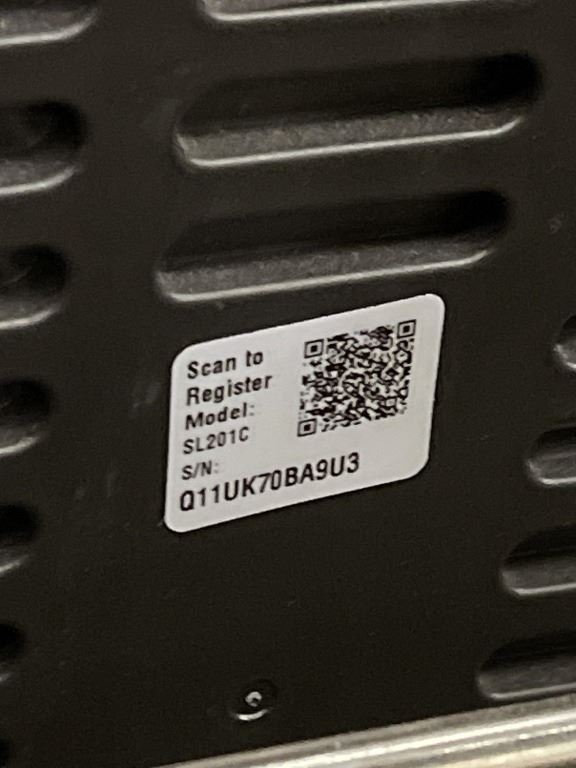 Scan to
Register
Model:
SL201C
S/N:
Q11UK70BA9U3